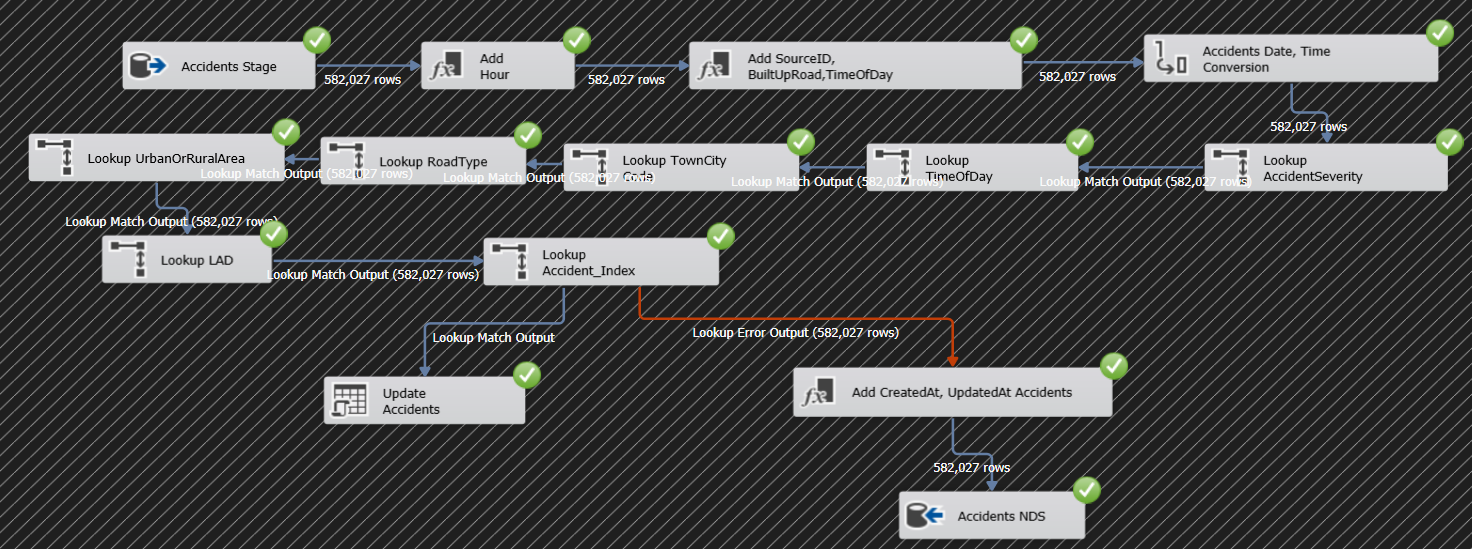 Accidents Stage
582,027 rows
Add
Hour
582,027 rows
Add SourceID,
BuiltUpRoad,TimeOfDay
582,027 rows
Accidents Date, Time
Conversion
582,027 rows
Lookup
AccidentSeverity
Lookup Match Output (582,027 rows)
Lookup
TimeOfDay
Lookup Match Output (582,027 rows)
Lookup TownCity
Code
Lookup Match Output (582,027 rows)
Lookup RoadType
Lookup Match Output (582,027 rows)
Lookup UrbanOrRuralArea
Lookup Match Output (582,027 rows)
Lookup LAD
Lookup Match Output (582,027 rows)
Lookup
Accident_Index
Lookup Match Output
Lookup Error Output (582,027 rows)
Update
Accidents
Add CreatedAt, UpdatedAt Accidents
582,027 rows
Accidents NDS